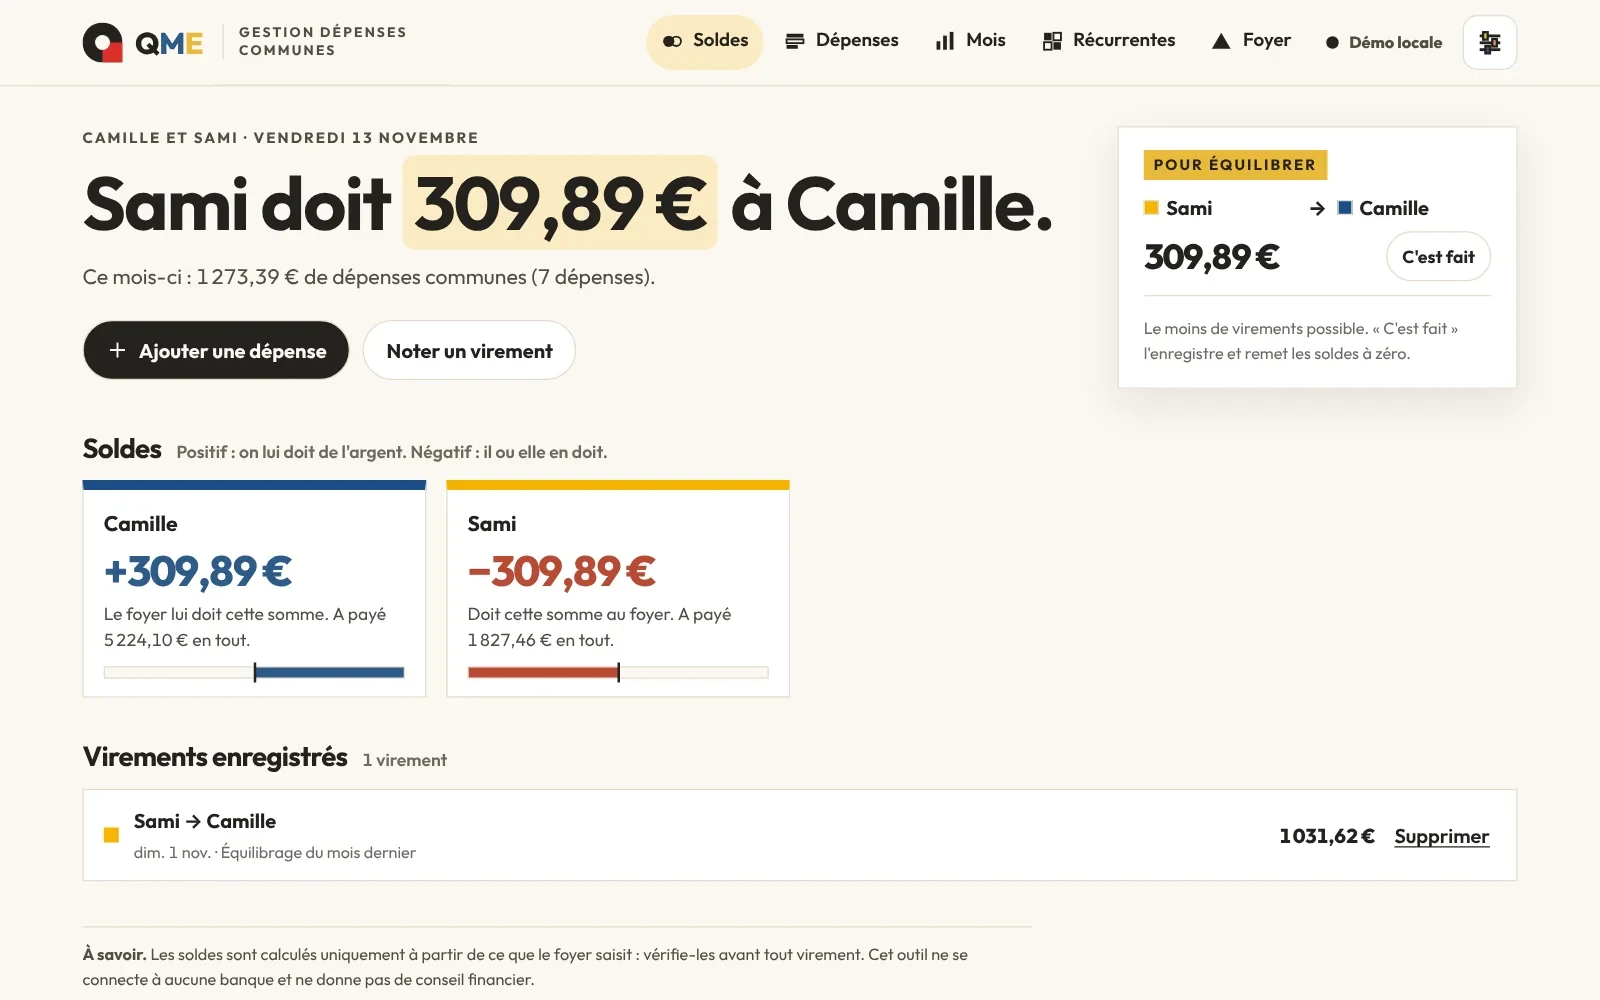 QME
GESTION DÉPENSES
COMMUNES
Soldes
Dépenses
Mois
Récurrentes
Foyer
Démo locale
CAMILLE ET SAMI · VENDREDI 13 NOVEMBRE
Sami doit 309,89 € à Camille.
Ce mois-ci : 1 273,39 € de dépenses communes (7 dépenses).
+ Ajouter une dépense
Noter un virement
POUR ÉQUILIBRER
Sami → Camille
309,89 €
C'est fait
Le moins de virements possible. « C'est fait »
l'enregistre et remet les soldes à zéro.
Soldes
Positif : on lui doit de l'argent. Négatif : il ou elle en doit.
Camille
+309,89 €
Le foyer lui doit cette somme. A payé
5 224,10 € en tout.
Sami
−309,89 €
Doit cette somme au foyer. A payé
1 827,46 € en tout.
Virements enregistrés
1 virement
Sami → Camille
dim. 1 nov. · Équilibrage du mois dernier
1 031,62 €
Supprimer
À savoir. Les soldes sont calculés uniquement à partir de ce que le foyer saisit : vérifie-les avant tout virement. Cet outil ne se
connecte à aucune banque et ne donne pas de conseil financier.